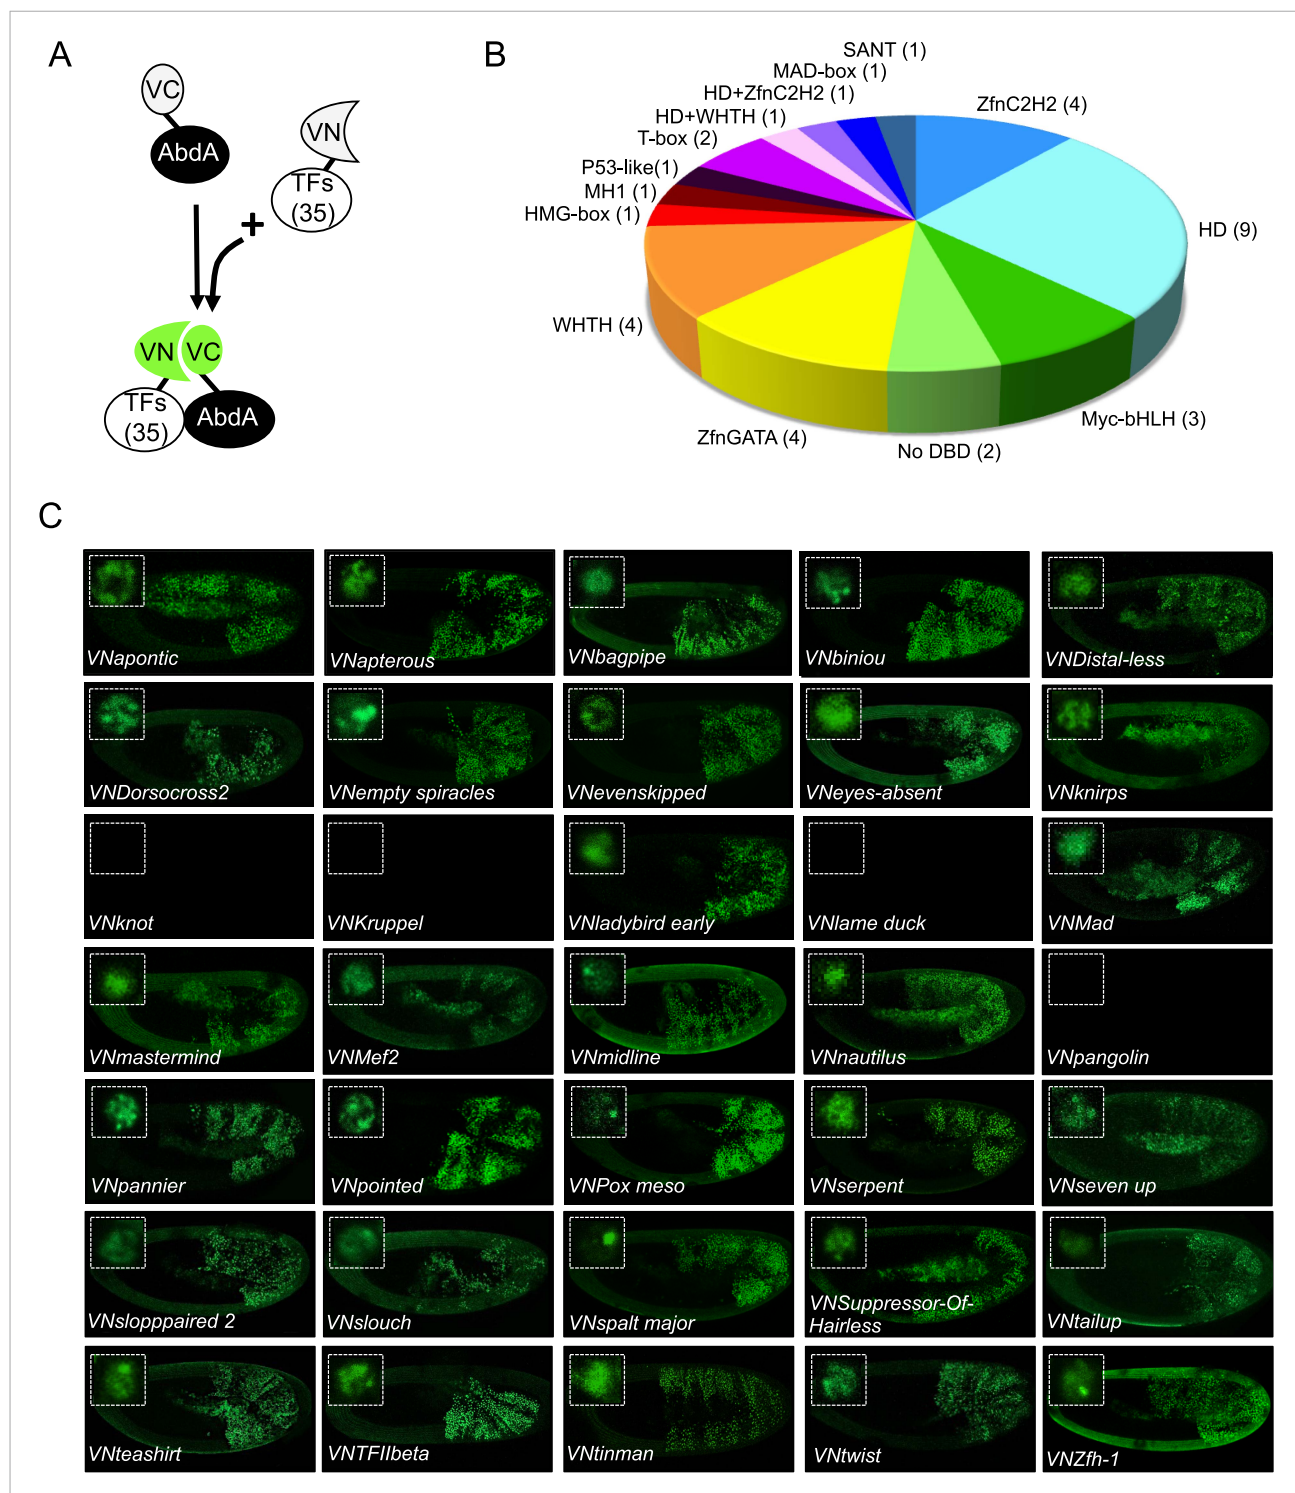 A
VC
AbdA
VN
TFs
(35)
+
VN VC
TFs
(35)
AbdA
B
SANT (1)
MAD-box (1)
HD+ZfnC2H2 (1)
HD+WHTH (1)
T-box (2)
P53-like(1)
MH1 (1)
HMG-box (1)
WHTH (4)
ZfnGATA (4)
No DBD (2)
Myc-bHLH (3)
HD (9)
ZfnC2H2 (4)
C
VNapontic
VNapterous
VNbagpipe
VNbiniou
VNDistal-less
VNDorsocross2
VNempty spiracles
VNevenskipped
VNeyes-absent
VNknirps
VNknot
VNKruppel
VNladybird early
VNlame duck
VNMad
VNmastermind
VNMef2
VNmidline
VNnautilus
VNpangolin
VNpannier
VNpointed
VNPox meso
VNserpent
VNseven up
VNslopppaired 2
VNslouch
VNspalt major
VNSuppressor-Of-
Hairless
VNtailup
VNteashirt
VNTFIIbeta
VNtinman
VNtwist
VNZfh-1